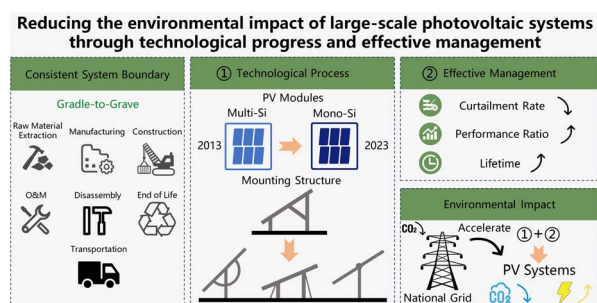 Reducing the environmental impact of large-scale photovoltaic systems
through technological progress and effective management
Consistent System Boundary
Gradle-to-Grave
Raw Material
Extraction
Manufacturing
Construction
O&M
Disassembly
End of Life
Transportation
① Technological Process
PV Modules
Multi-Si
Mono-Si
2013
2023
Mounting Structure
② Effective Management
Curtailment Rate
Performance Ratio
Lifetime
Environmental Impact
CO₂
Accelerate
①+②
PV Systems
National Grid
CO₂